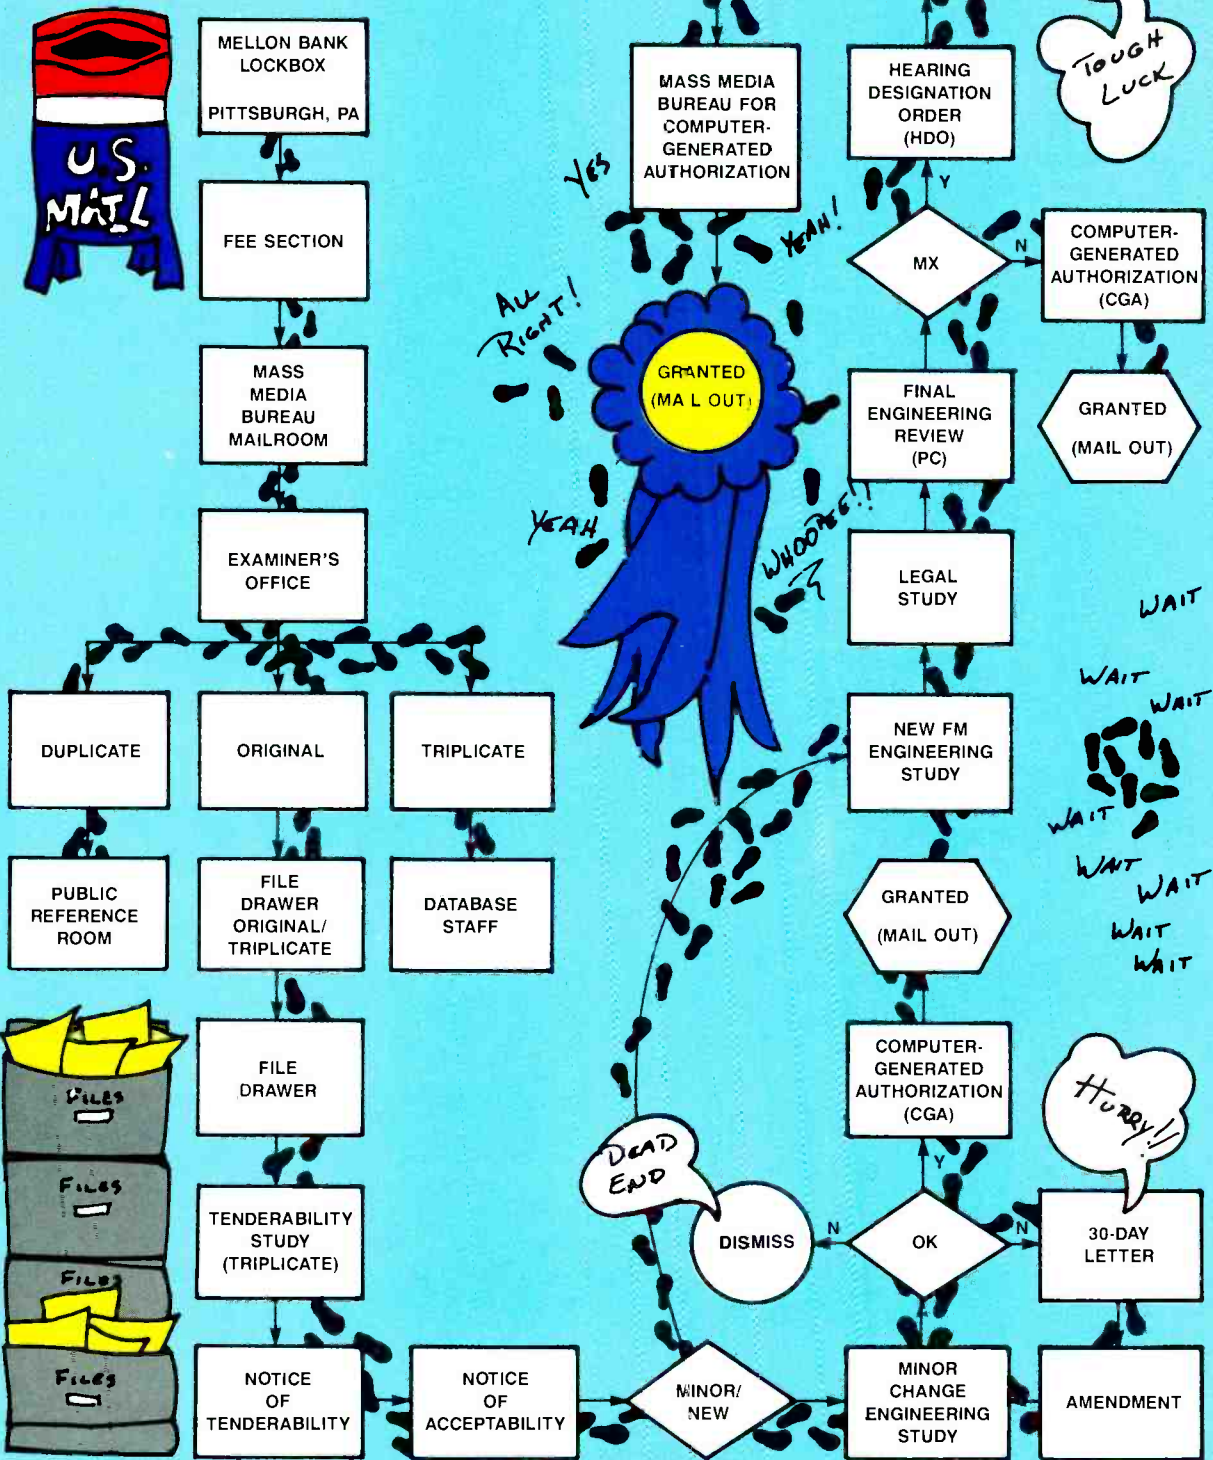 MELLON BANK
LOCKBOX
PITTSBURGH, PA
U.S.
MAIL
FEE SECTION
MASS
MEDIA
BUREAU
MAILROOM
EXAMINER'S
OFFICE
DUPLICATE
ORIGINAL
TRIPLICATE
PUBLIC
REFERENCE
ROOM
FILE
DRAWER
ORIGINAL/
TRIPLICATE
DATABASE
STAFF
FILE
DRAWER
FILES
FILES
FILES
FILES
TENDERABILITY
STUDY
(TRIPLICATE)
NOTICE
OF
TENDERABILITY
NOTICE
OF
ACCEPTABILITY
MINOR/
NEW
MINOR
CHANGE
ENGINEERING
STUDY
AMENDMENT
30-DAY
LETTER
HURRY!!
N
OK
N
DISMISS
DEAD
END
Y
COMPUTER-
GENERATED
AUTHORIZATION
(CGA)
GRANTED
(MAIL OUT)
NEW FM
ENGINEERING
STUDY
WAIT
WAIT
WAIT
WAIT
WAIT
WAIT
WAIT
WAIT
LEGAL
STUDY
FINAL
ENGINEERING
REVIEW
(PC)
MX
N
COMPUTER-
GENERATED
AUTHORIZATION
(CGA)
GRANTED
(MAIL OUT)
Y
HEARING
DESIGNATION
ORDER
(HDO)
TOUGH
LUCK
MASS MEDIA
BUREAU FOR
COMPUTER-
GENERATED
AUTHORIZATION
YES
YEAH!
ALL
RIGHT!
GRANTED
(MA L OUT)
YEAH
WHOOPEE!!